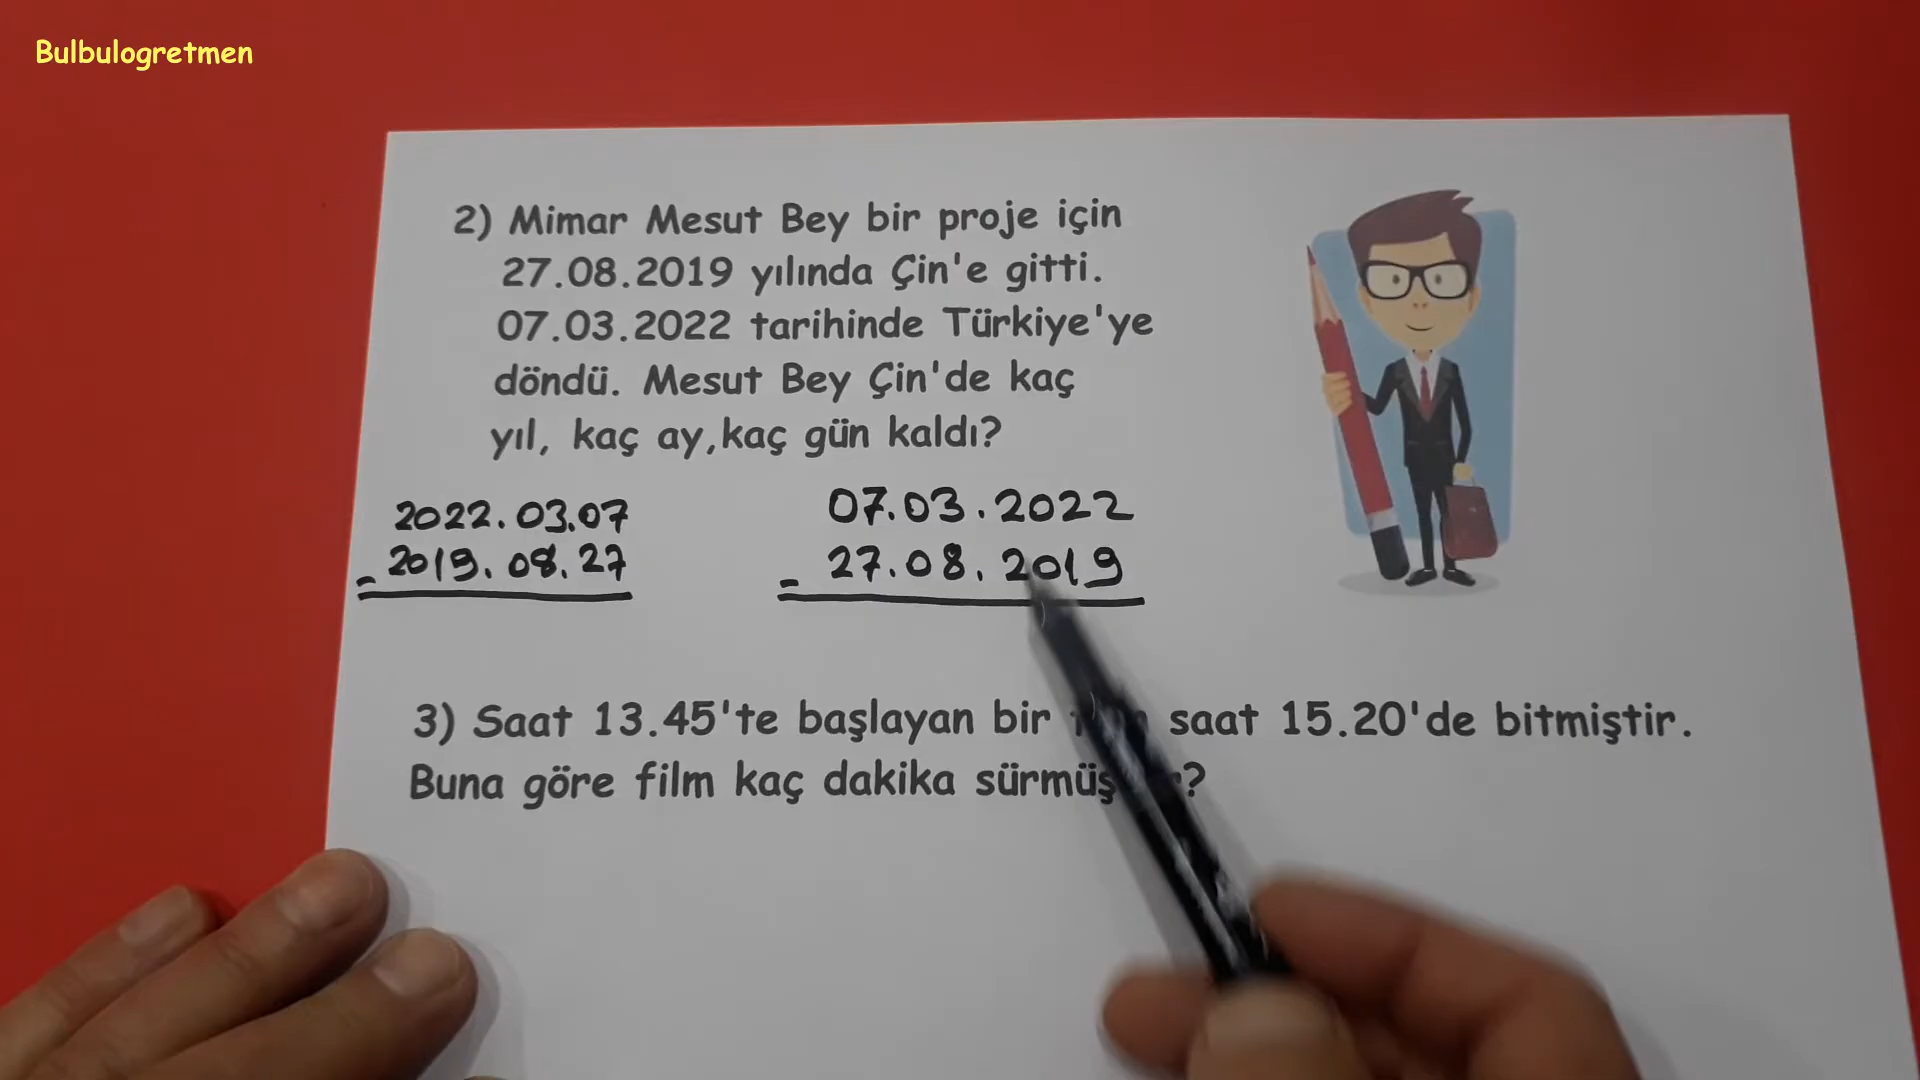 Bulbulogretmen
2) Mimar Mesut Bey bir proje için
27.08.2019 yılında Çin'e gitti.
07.03.2022 tarihinde Türkiye'ye
döndü. Mesut Bey Çin'de kaç
yıl, kaç ay,kaç gün kaldı?
2022.03.07
- 2019.08.27
07.03.2022
- 27.08.2019
3) Saat 13.45'te başlayan bir saat 15.20'de bitmiştir.
Buna göre film kaç dakika ?